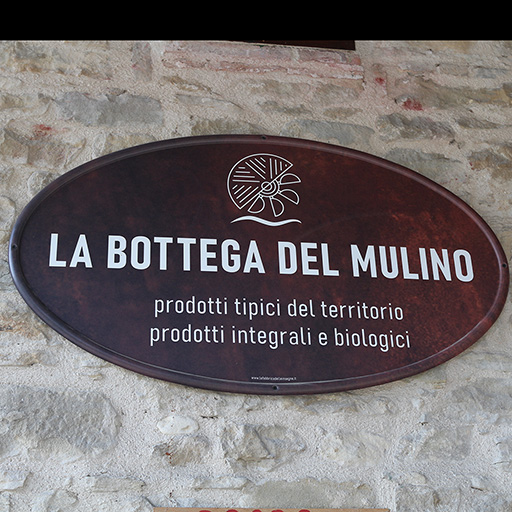 LA BOTTEGA DEL MULINO
prodotti tipici del territorio
prodotti integrali e biologici